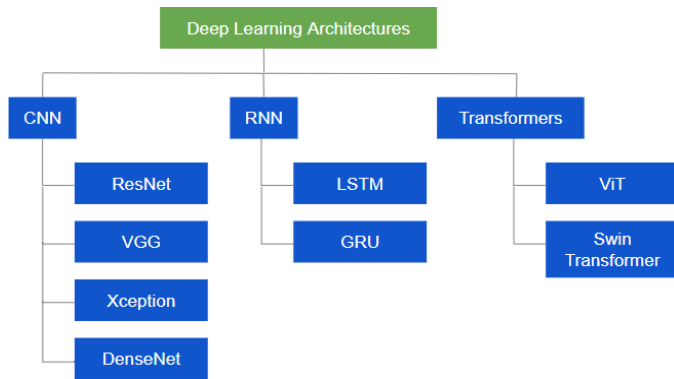 Deep Learning Architectures
CNN
RNN
Transformers
ResNet
LSTM
ViT
VGG
GRU
Swin
Transformer
Xception
DenseNet